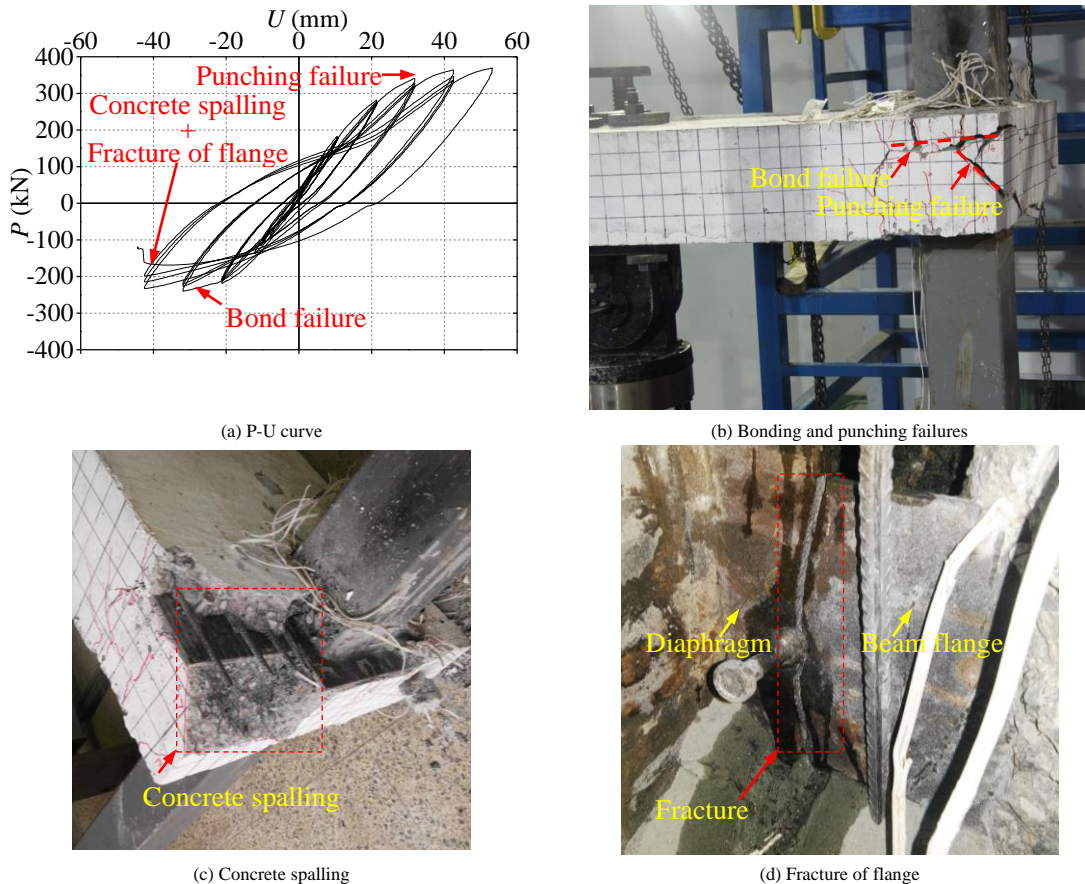 U (mm)
-60 -40 -20 0 20 40 60
400
300
200
100
0
-100
-200
-300
-400
P (kN)
Punching failure
Concrete spalling
+
Fracture of flange
Bond failure
(a) P-U curve
Bond failure
Punching failure
(b) Bonding and punching failures
Concrete spalling
(c) Concrete spalling
Diaphragm
Beam flange
Fracture
(d) Fracture of flange